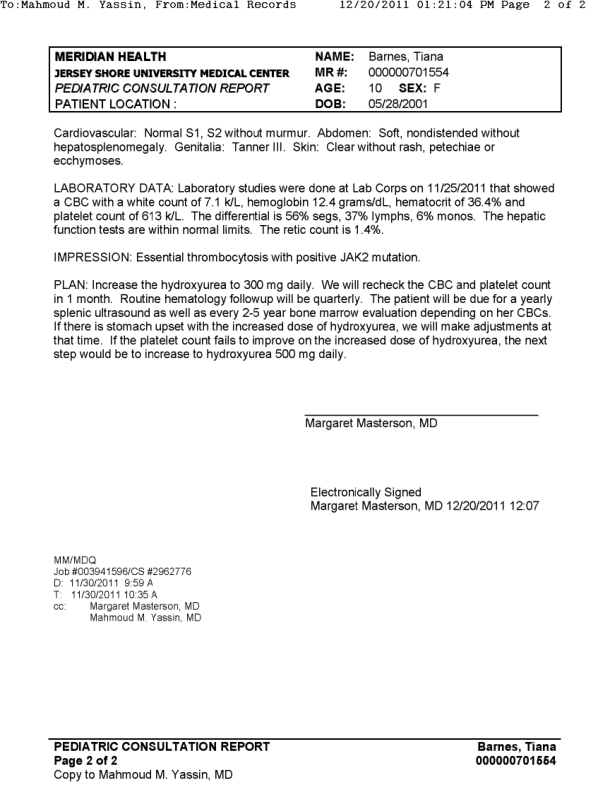 To:Mahmoud M. Yassin, From:Medical Records 12/20/2011 01:21:04 PM Page 2 of 2
MERIDIAN HEALTH NAME: Barnes, Tiana
JERSEY SHORE UNIVERSITY MEDICAL CENTER MR #: 000000701554
PEDIATRIC CONSULTATION REPORT AGE: 10 SEX: F
PATIENT LOCATION : DOB: 05/28/2001
Cardiovascular: Normal S1, S2 without murmur. Abdomen: Soft, nondistended without
hepatosplenomegaly. Genitalia: Tanner III. Skin: Clear without rash, petechiae or
ecchymoses.
LABORATORY DATA: Laboratory studies were done at Lab Corps on 11/25/2011 that showed
a CBC with a white count of 7.1 k/L, hemoglobin 12.4 grams/dL, hematocrit of 36.4% and
platelet count of 613 k/L. The differential is 56% segs, 37% lymphs, 6% monos. The hepatic
function tests are within normal limits. The retic count is 1.4%.
IMPRESSION: Essential thrombocytosis with positive JAK2 mutation.
PLAN: Increase the hydroxyurea to 300 mg daily. We will recheck the CBC and platelet count
in 1 month. Routine hematology followup will be quarterly. The patient will be due for a yearly
splenic ultrasound as well as every 2-5 year bone marrow evaluation depending on her CBCs.
If there is stomach upset with the increased dose of hydroxyurea, we will make adjustments at
that time. If the platelet count fails to improve on the increased dose of hydroxyurea, the next
step would be to increase to hydroxyurea 500 mg daily.
Margaret Masterson, MD
Electronically Signed
Margaret Masterson, MD 12/20/2011 12:07
MM/MDQ
Job #003941596/CS #2962776
D: 11/30/2011 9:59 A
T: 11/30/2011 10:35 A
cc: Margaret Masterson, MD
Mahmoud M. Yassin, MD
PEDIATRIC CONSULTATION REPORT Barnes, Tiana
Page 2 of 2 000000701554
Copy to Mahmoud M. Yassin, MD